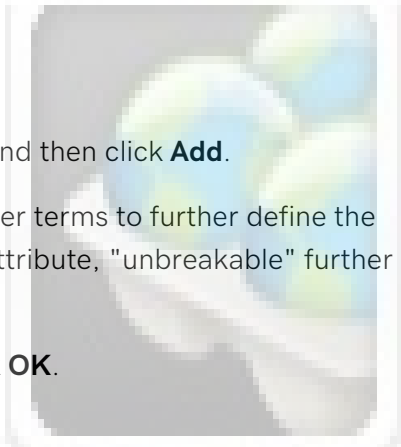 nd then click Add.
er terms to further define the
ttribute, "unbreakable" further
OK.